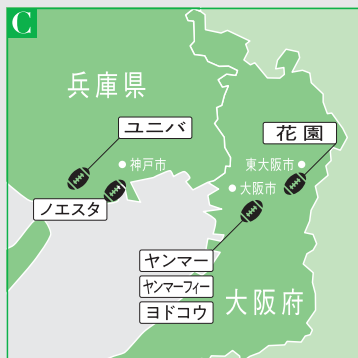 C
兵庫県
ユニバ
花園
神戸市
東大阪市
大阪市
ノエスタ
ヤンマー
ヤンマーフィー
ヨドコウ
大阪府